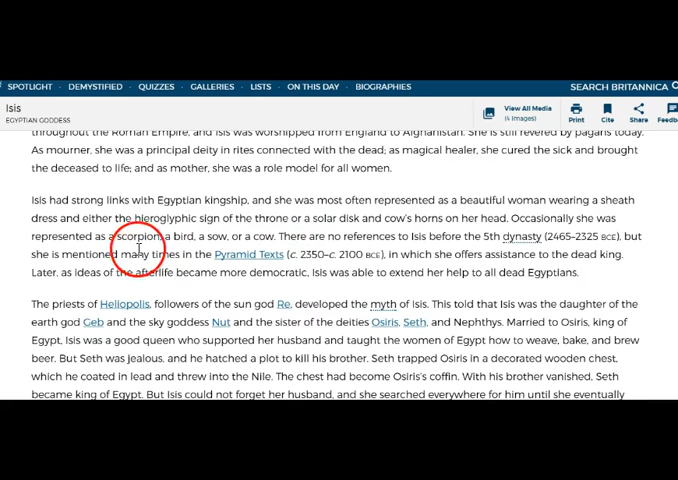 SPOTLIGHT · DEMYSTIFIED · QUIZZES · GALLERIES · LISTS · ON THIS DAY · BIOGRAPHIES SEARCH BRITANNICA
Isis
EGYPTIAN GODDESS
View All Media
(4 Images)
Print Cite Share Feedb
throughout the Roman Empire, and Isis was worshipped from England to Afghanistan. She is still revered by pagans today.
As mourner, she was a principal deity in rites connected with the dead; as magical healer, she cured the sick and brought
the deceased to life; and as mother, she was a role model for all women.
Isis had strong links with Egyptian kingship, and she was most often represented as a beautiful woman wearing a sheath
dress and either the hieroglyphic sign of the throne or a solar disk and cow's horns on her head. Occasionally she was
represented as a scorpion, a bird, a sow, or a cow. There are no references to Isis before the 5th dynasty (2465–2325 BCE), but
she is mentioned many times in the Pyramid Texts (c. 2350–c. 2100 BCE), in which she offers assistance to the dead king.
Later, as ideas of the afterlife became more democratic, Isis was able to extend her help to all dead Egyptians.
The priests of Heliopolis, followers of the sun god Re, developed the myth of Isis. This told that Isis was the daughter of the
earth god Geb and the sky goddess Nut and the sister of the deities Osiris, Seth, and Nephthys. Married to Osiris, king of
Egypt, Isis was a good queen who supported her husband and taught the women of Egypt how to weave, bake, and brew
beer. But Seth was jealous, and he hatched a plot to kill his brother. Seth trapped Osiris in a decorated wooden chest,
which he coated in lead and threw into the Nile. The chest had become Osiris's coffin. With his brother vanished, Seth
became king of Egypt. But Isis could not forget her husband, and she searched everywhere for him until she eventually